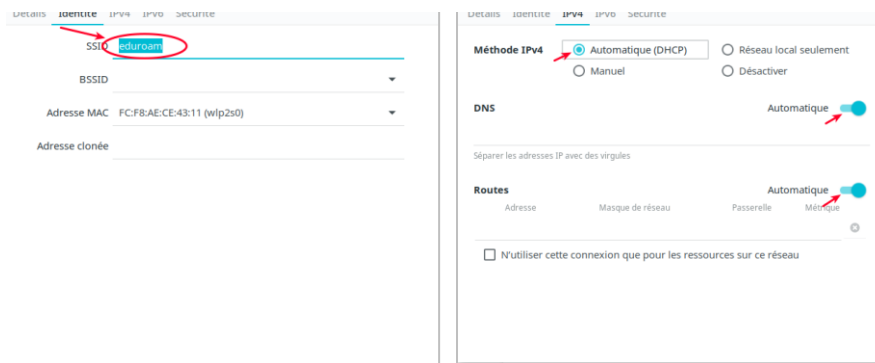 Détails Identité IPv4 IPv6 Sécurité
SSID eduroam
BSSID
Adresse MAC FC:F8:AE:CE:43:11 (wlp2s0)
Adresse clonée
Détails Identité IPv4 IPv6 Sécurité
Méthode IPv4 Automatique (DHCP) Réseau local seulement
Manuel Désactiver
DNS Automatique
Séparer les adresses IP avec des virgules
Routes Automatique
Adresse Masque de réseau Passerelle Métrique
N'utiliser cette connexion que pour les ressources sur ce réseau